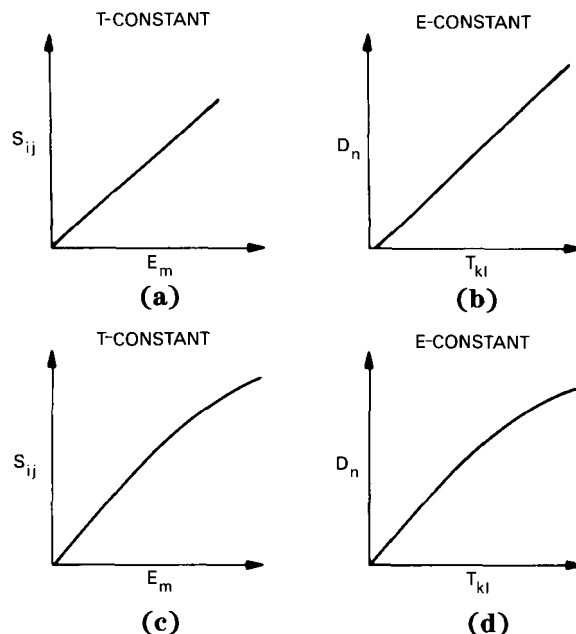 T-CONSTANT
S_ij
E_m
(a)
E-CONSTANT
D_n
T_kl
(b)
T-CONSTANT
S_ij
E_m
(c)
E-CONSTANT
D_n
T_kl
(d)